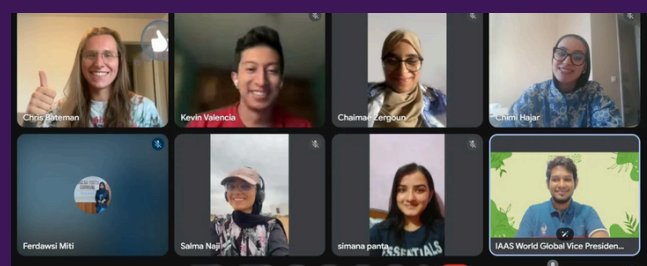 Chris Bateman
Kevin Valencia
Chaimae Zergoun
Chimi Hajar
Ferdawsi Miti
Salma Naji
simana panta
ESSENTIALS
IAAS World Global Vice Presiden...